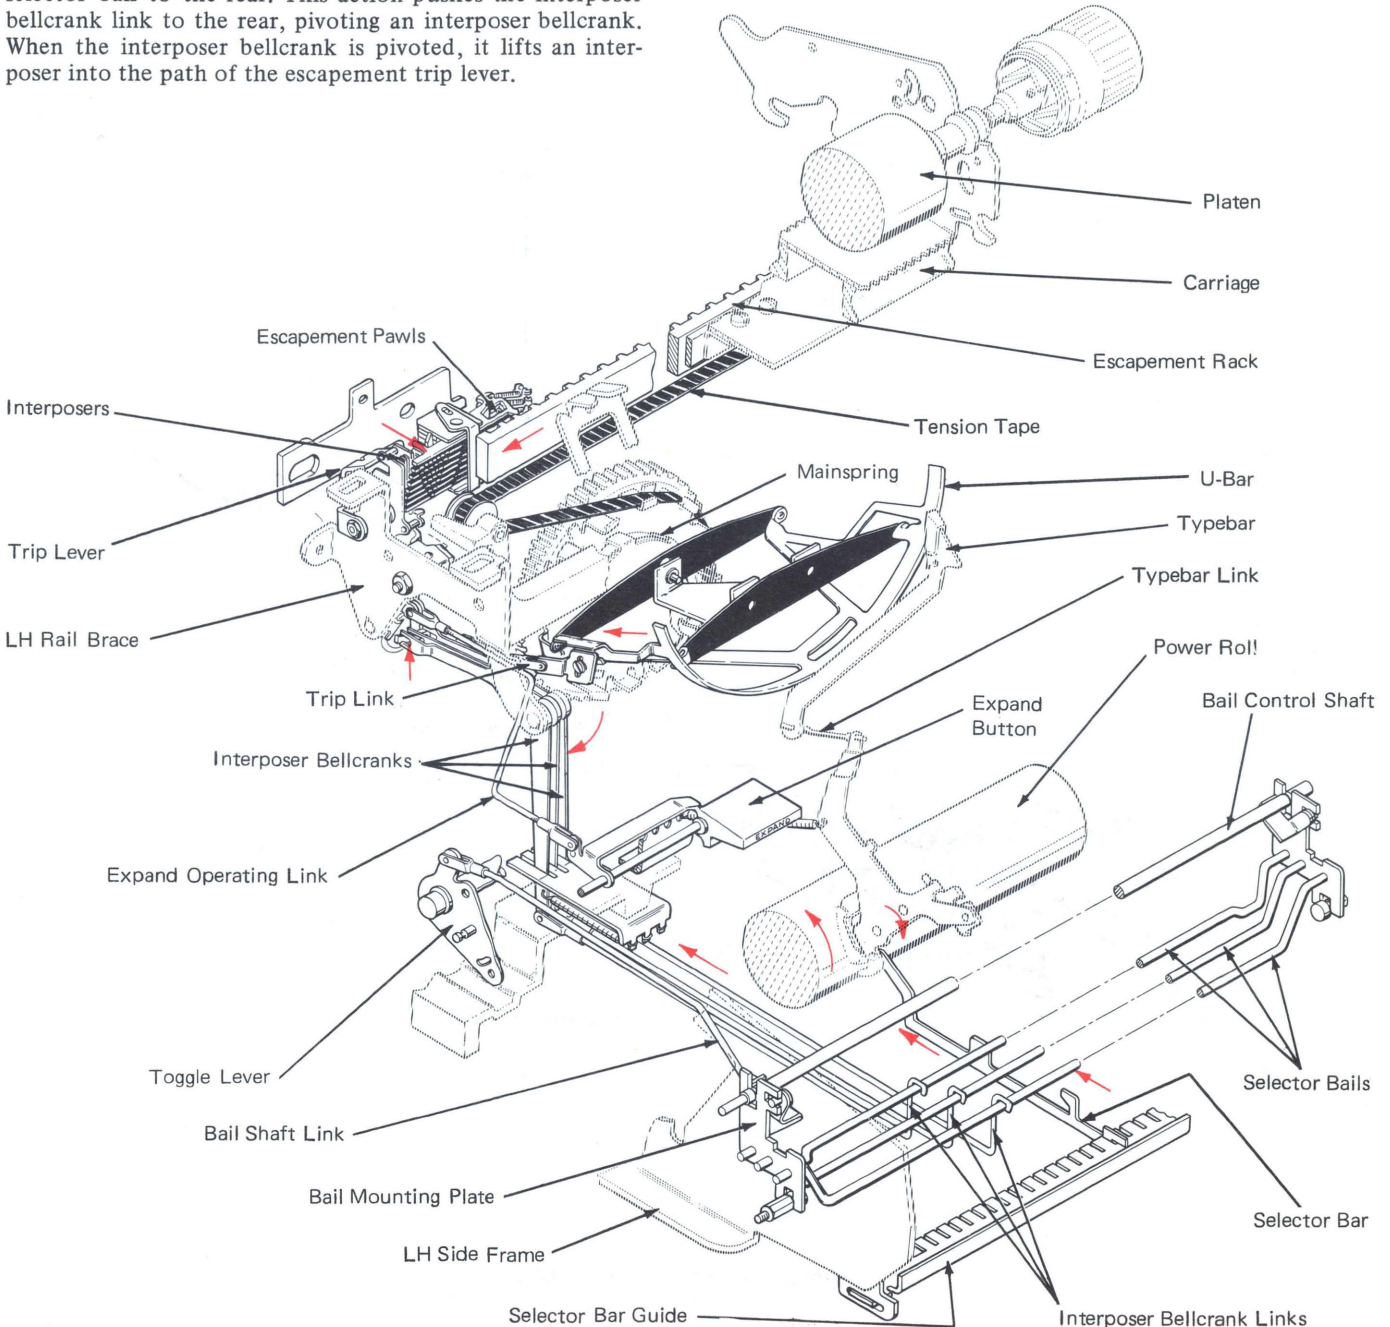 bellcrank link to the rear, pivoting an interposer bellcrank.
When the interposer bellcrank is pivoted, it lifts an inter-
poser into the path of the escapement trip lever.
Platen
Carriage
Escapement Pawls
Escapement Rack
Interposers
Tension Tape
Mainspring
U-Bar
Typebar
Trip Lever
Typebar Link
LH Rail Brace
Power Roll
Trip Link
Expand
Button
Bail Control Shaft
Interposer Bellcranks
EXPAND
Expand Operating Link
Toggle Lever
Selector Bails
Bail Shaft Link
Bail Mounting Plate
Selector Bar
LH Side Frame
Selector Bar Guide
Interposer Bellcrank Links